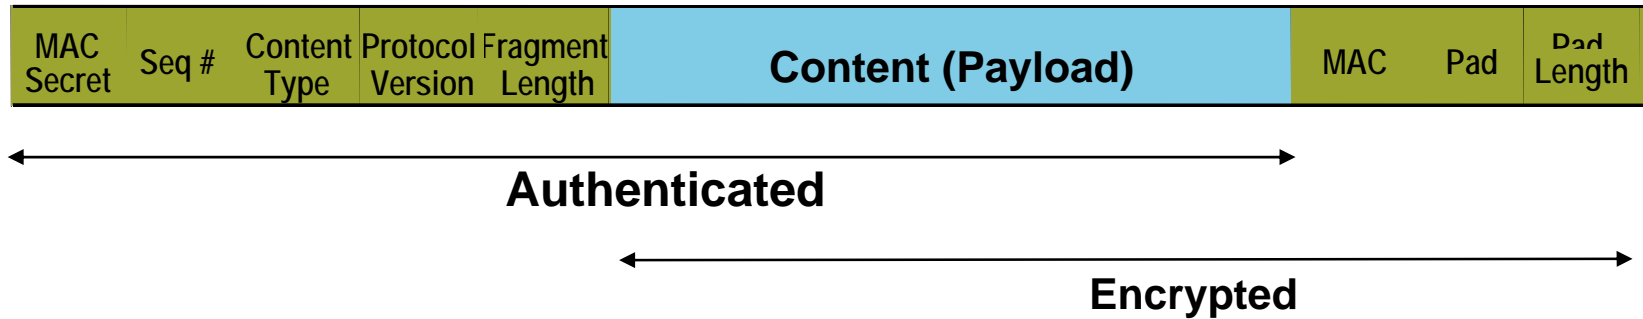 MAC
Secret
Seq #
Content
Type
Protocol
Version
Fragment
Length
Content (Payload)
MAC
Pad
Pad
Length
Authenticated
Encrypted